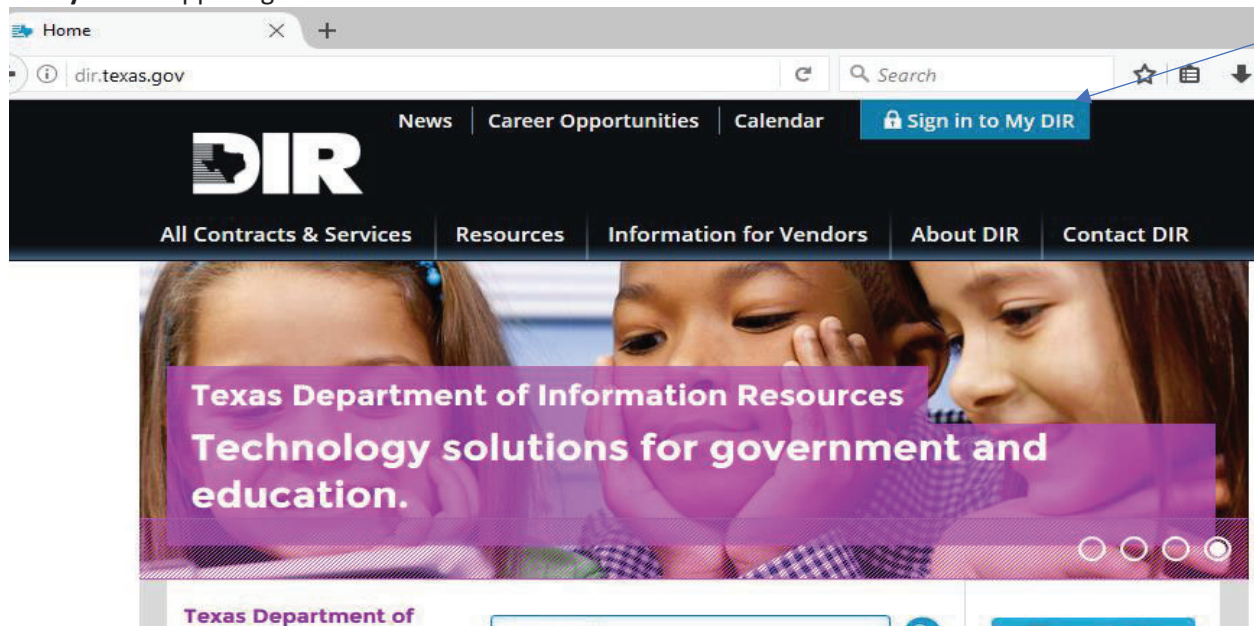 Home
dir.texas.gov
Search
News
Career Opportunities
Calendar
Sign in to My DIR
DIR
All Contracts & Services
Resources
Information for Vendors
About DIR
Contact DIR
Texas Department of Information Resources
Technology solutions for government and
education.
Texas Department of